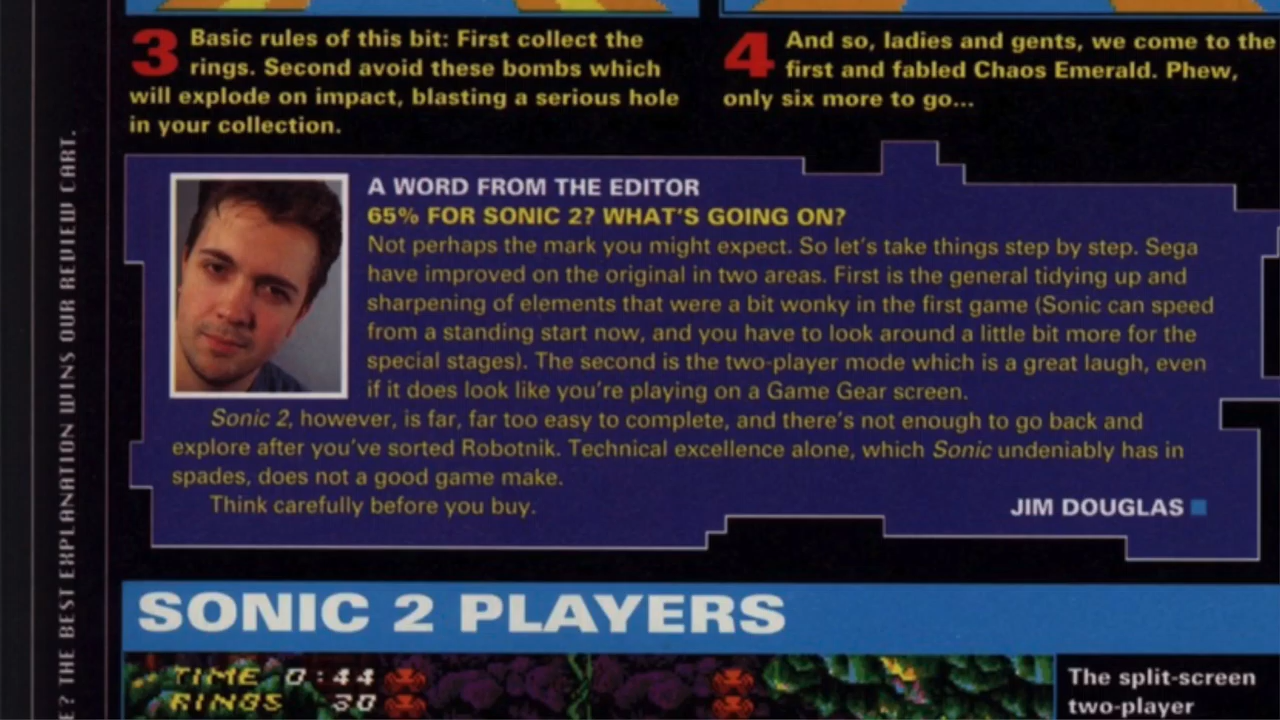 3 Basic rules of this bit: First collect the
rings. Second avoid these bombs which
will explode on impact, blasting a serious hole
in your collection.
4 And so, ladies and gents, we come to the
first and fabled Chaos Emerald. Phew,
only six more to go...
A WORD FROM THE EDITOR
65% FOR SONIC 2? WHAT'S GOING ON?
Not perhaps the mark you might expect. So let's take things step by step. Sega
have improved on the original in two areas. First is the general tidying up and
sharpening of elements that were a bit wonky in the first game (Sonic can speed
from a standing start now, and you have to look around a little bit more for the
special stages). The second is the two-player mode which is a great laugh, even
if it does look like you're playing on a Game Gear screen.
Sonic 2, however, is far, far too easy to complete, and there's not enough to go back and
explore after you've sorted Robotnik. Technical excellence alone, which Sonic undeniably has in
spades, does not a good game make.
Think carefully before you buy.
JIM DOUGLAS
SONIC 2 PLAYERS
TIME 0:44
RINGS 30
The split-screen
two-player
E? THE BEST EXPLANATION WINS OUR REVIEW CART.